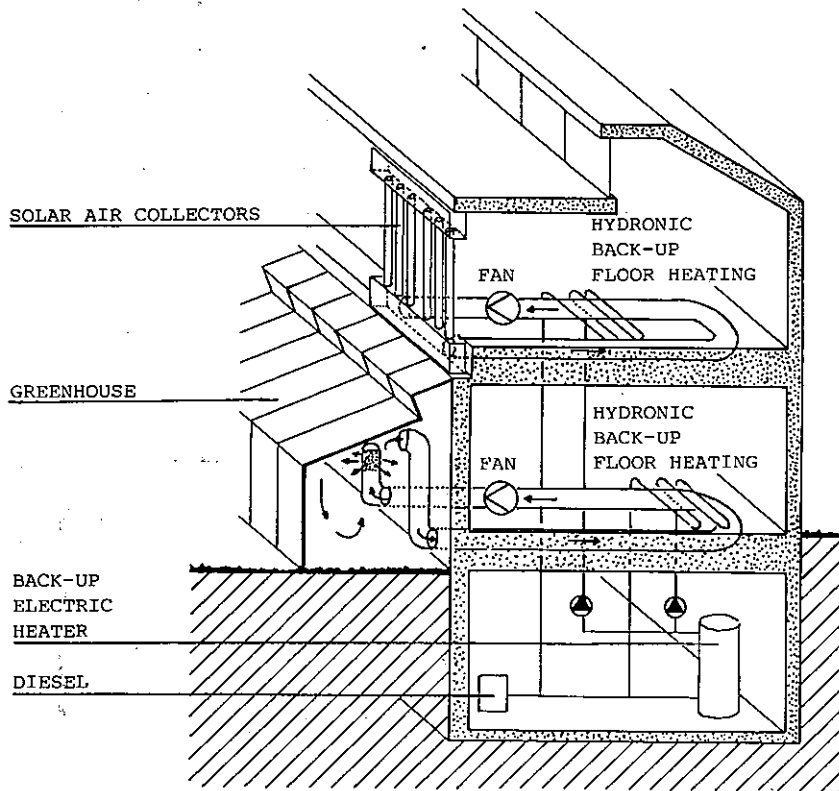 SOLAR AIR COLLECTORS
HYDRONIC
BACK-UP
FLOOR HEATING
FAN
GREENHOUSE
HYDRONIC
BACK-UP
FLOOR HEATING
FAN
BACK-UP
ELECTRIC
HEATER
DIESEL